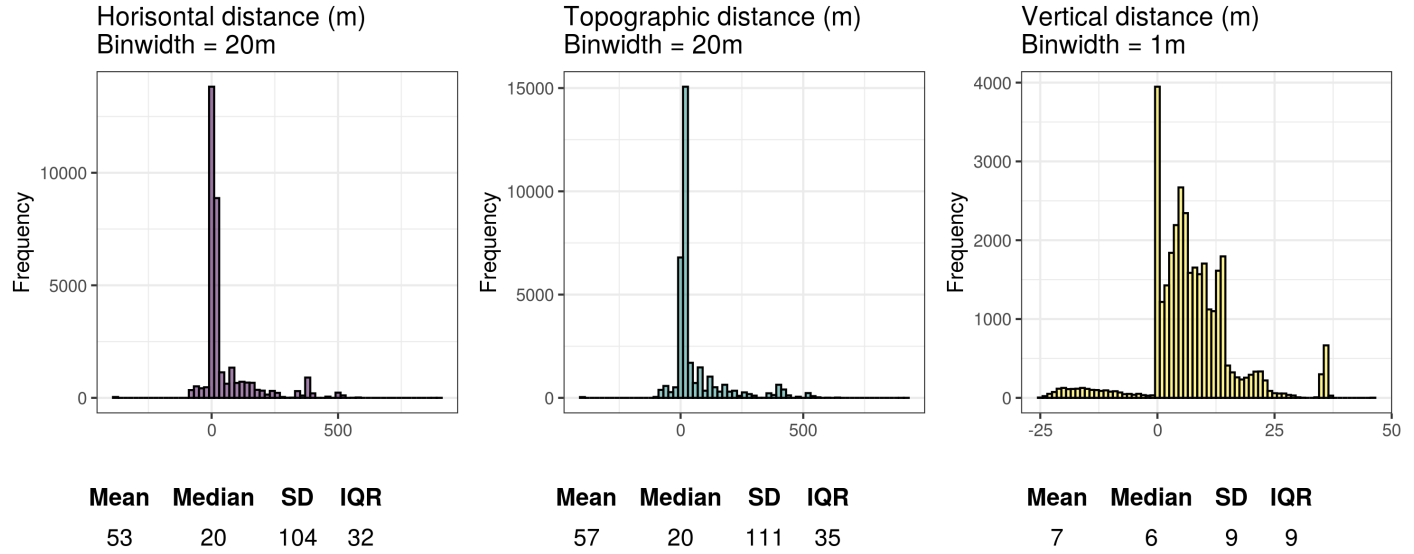 Horisontal distance (m)
Binwidth = 20m
Frequency
10000
5000
0
0 500
Mean Median SD IQR
53 20 104 32
Topographic distance (m)
Binwidth = 20m
Frequency
15000
10000
5000
0
0 500
Mean Median SD IQR
57 20 111 35
Vertical distance (m)
Binwidth = 1m
Frequency
4000
3000
2000
1000
0
-25 0 25 50
Mean Median SD IQR
7 6 9 9